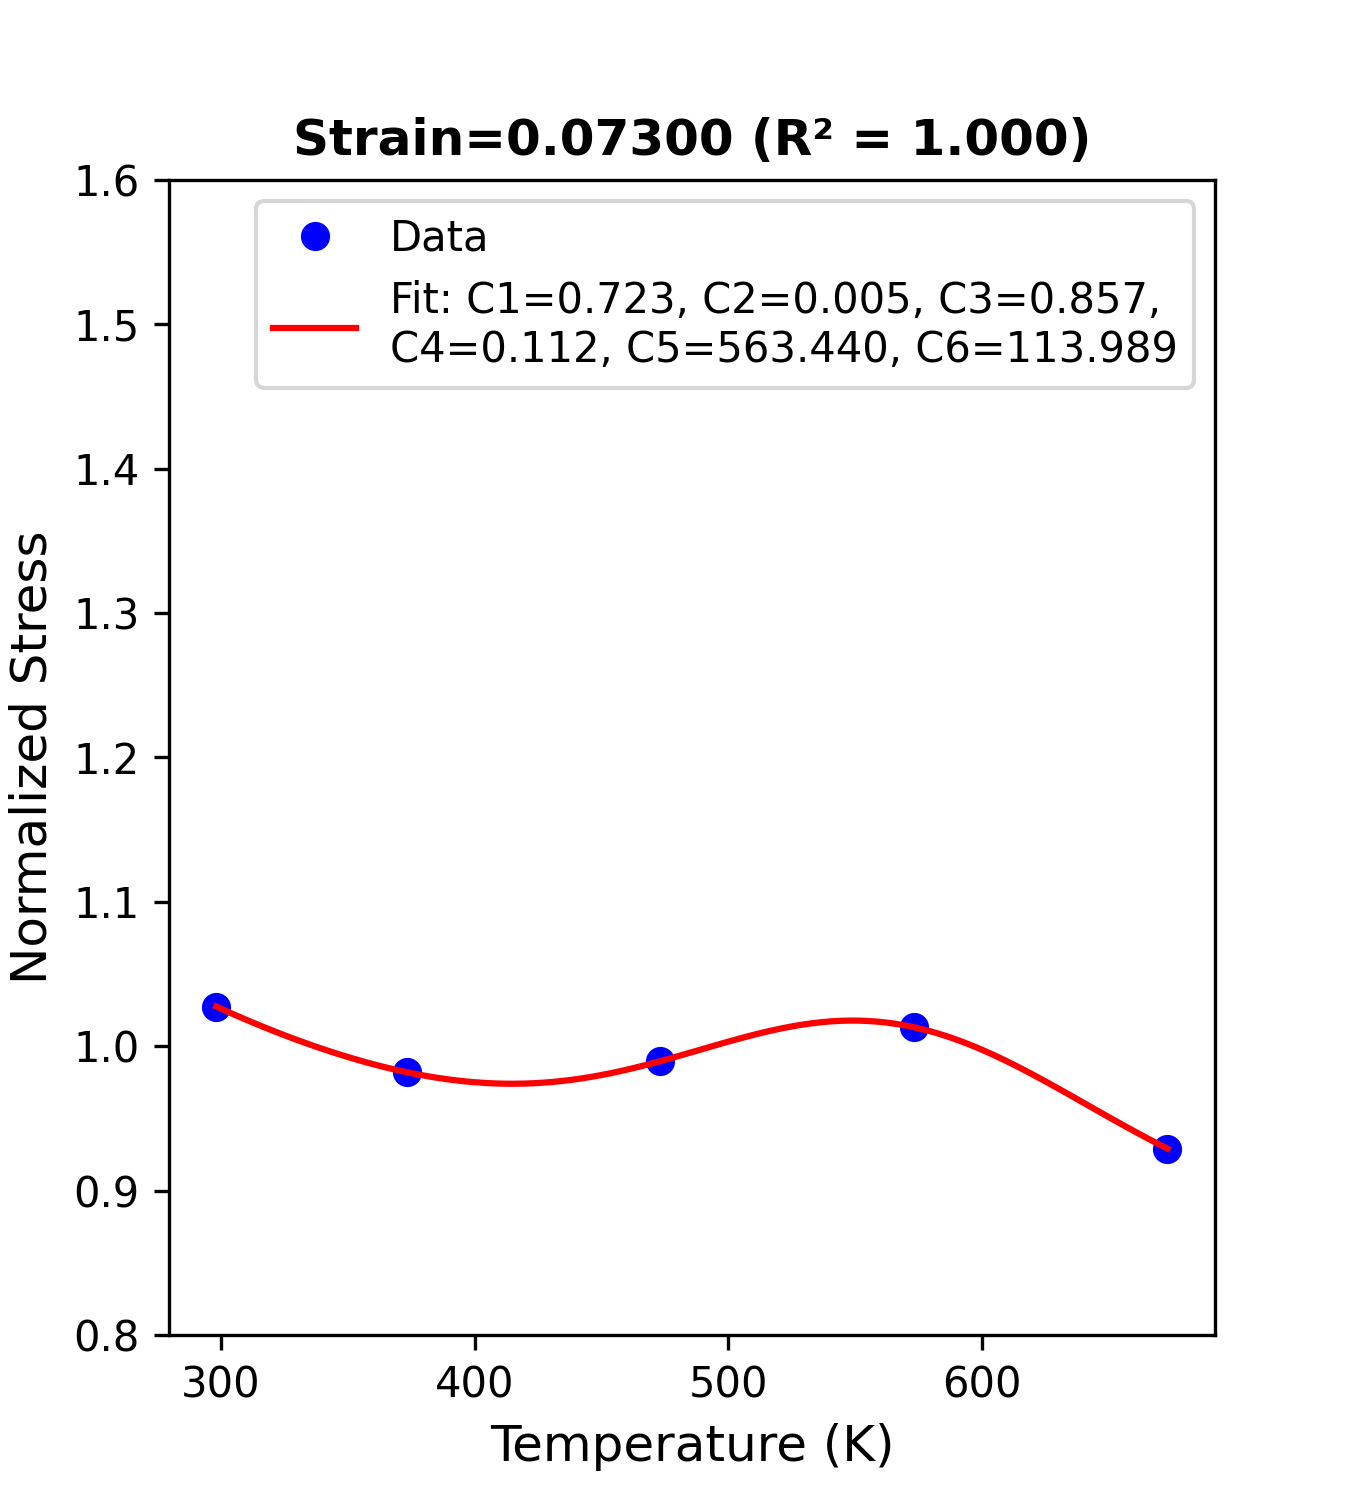 Strain=0.07300 (R² = 1.000)
Data
Fit: C1=0.723, C2=0.005, C3=0.857,
C4=0.112, C5=563.440, C6=113.989
Normalized Stress
1.6
1.5
1.4
1.3
1.2
1.1
1.0
0.9
0.8
300 400 500 600
Temperature (K)